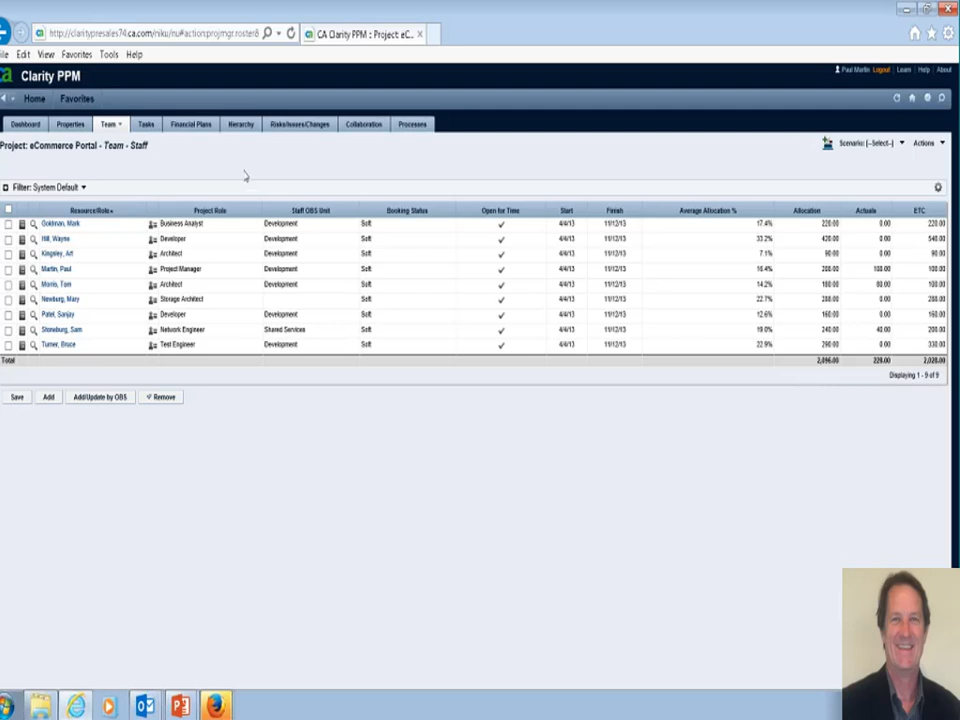 http://claritypresales74.ca.com/niku/nu#action:projmgr.roster&
CA Clarity PPM :: Project: eC...
Edit View Favorites Tools Help
Clarity PPM
Paul Martin Logout Learn Help About
Home Favorites
Dashboard Properties Team Tasks Financial Plans Hierarchy Risks/Issues/Changes Collaboration Processes
Project: eCommerce Portal - Team - Staff
Scenario: [--Select--] Actions
Filter: System Default
Resource/Role Project Role Staff OBS Unit Booking Status Open for Time Start Finish Average Allocation % Allocation Actuals ETC
Goldman, Mark Business Analyst Development Soft 4/4/13 11/12/13 17.4% 220.00 0.00 220.00
Hill, Wayne Developer Development Soft 4/4/13 11/12/13 33.2% 420.00 0.00 540.00
Kingsley, Art Architect Development Soft 4/4/13 11/12/13 7.1% 90.00 0.00 90.00
Martin, Paul Project Manager Development Soft 4/4/13 11/12/13 16.4% 208.00 108.00 100.00
Morris, Tom Architect Development Soft 4/4/13 11/12/13 14.2% 180.00 80.00 100.00
Newburg, Mary Storage Architect Soft 4/4/13 11/12/13 22.7% 288.00 0.00 288.00
Patel, Sanjay Developer Development Soft 4/4/13 11/12/13 12.6% 160.00 0.00 160.00
Stoneburg, Sam Network Engineer Shared Services Soft 4/4/13 11/12/13 19.0% 240.00 40.00 200.00
Turner, Bruce Test Engineer Development Soft 4/4/13 11/12/13 22.9% 290.00 0.00 330.00
Total 2,096.00 228.00 2,028.00
Displaying 1 - 9 of 9
Save Add Add/Update by OBS Remove